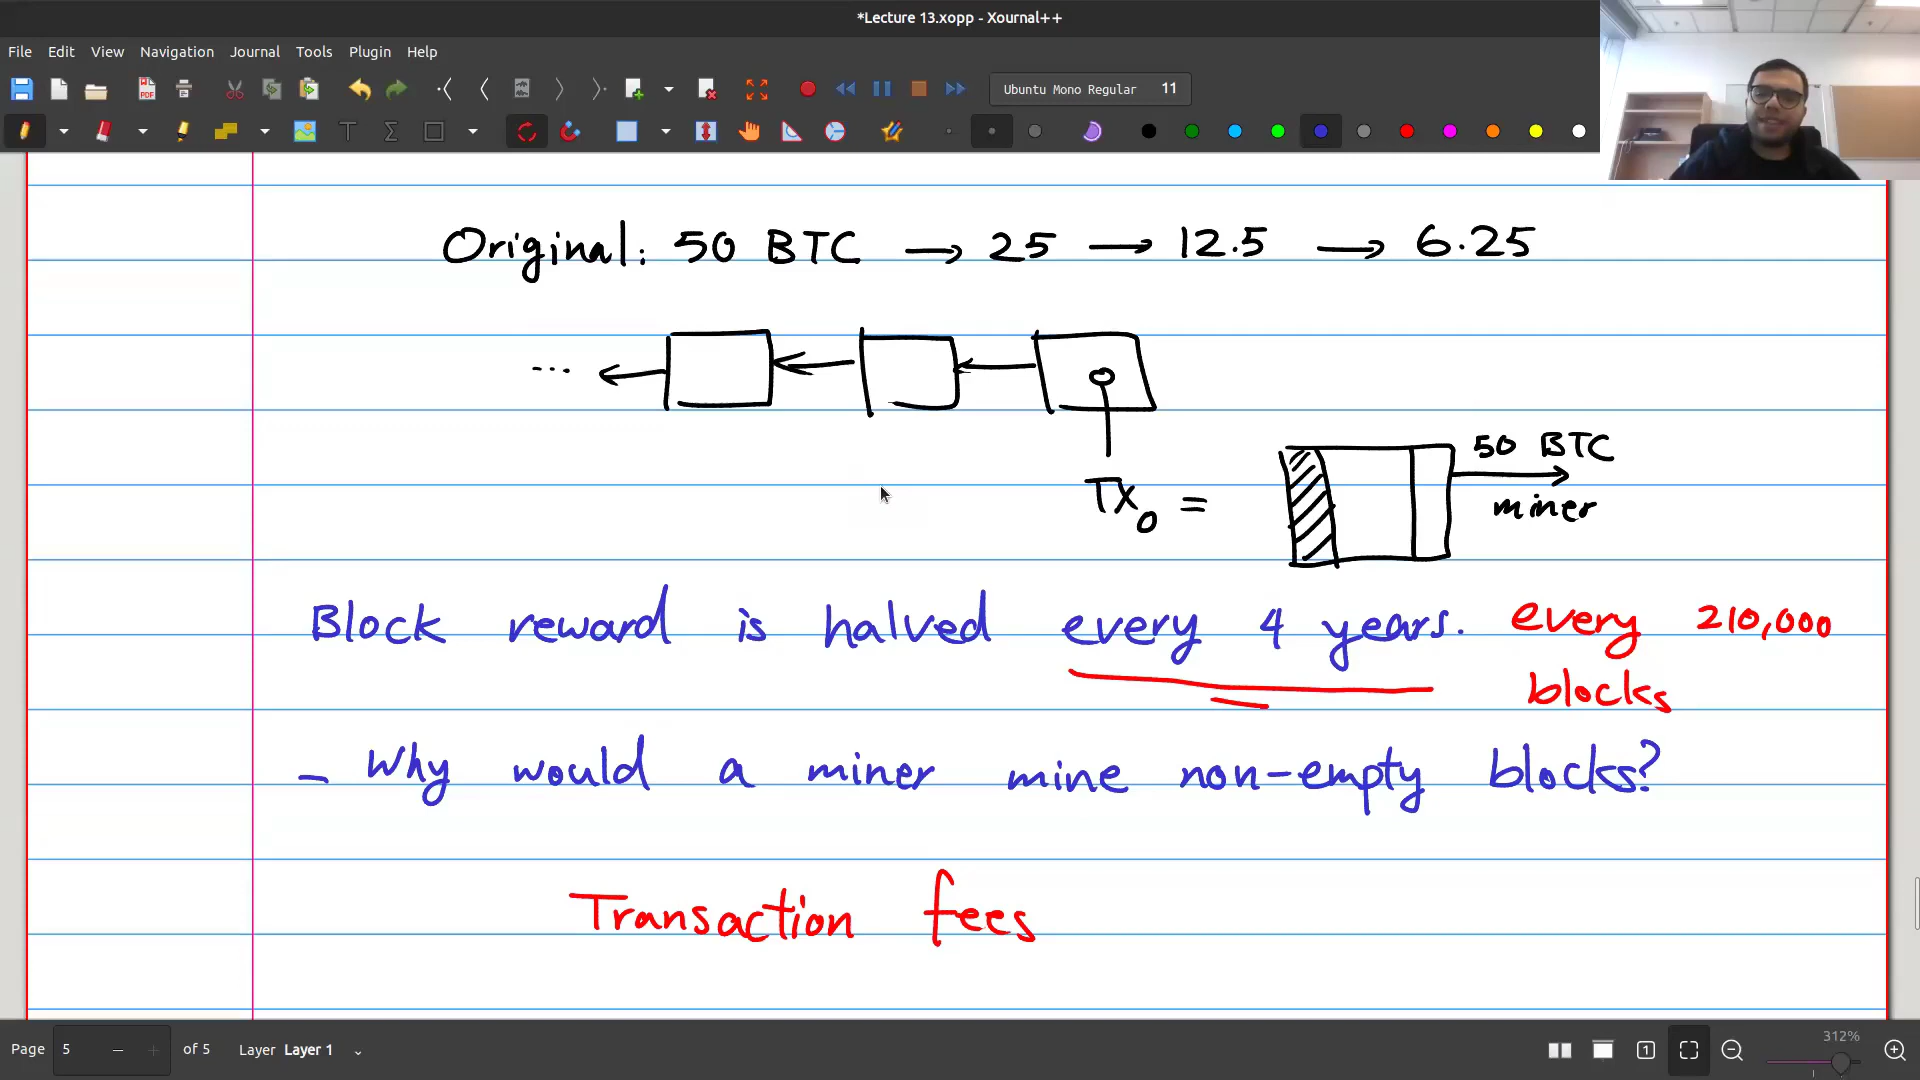 *Lecture 13.xopp - Xournal++
File Edit View Navigation Journal Tools Plugin Help
PDF
Ubuntu Mono Regular 11
Original: 50 BTC → 25 → 12.5 → 6.25
...
50 BTC
TX0 =
miner
Block reward is halved every 4 years. every 210,000
blocks
- Why would a miner mine non-empty blocks?
Transaction fees
Page 5 of 5 Layer Layer 1
312%